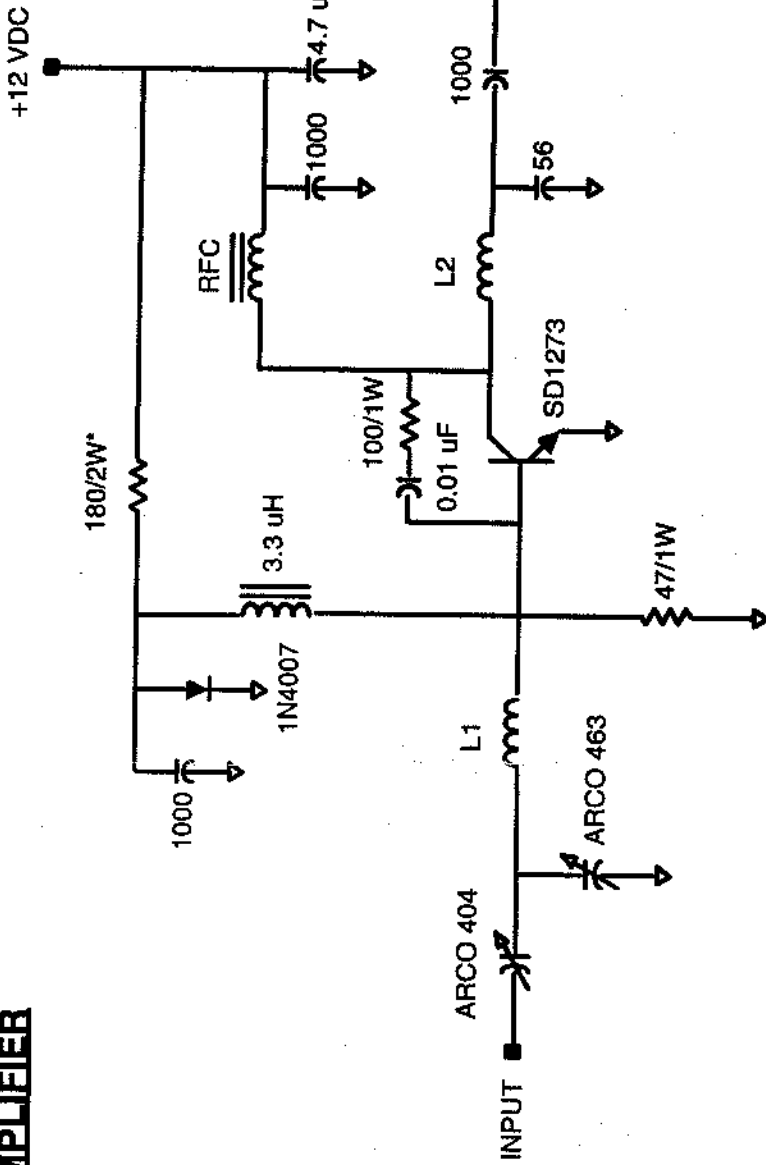 MPLIFIER
+12 VDC
180/2W*
1000
RFC
3.3 uH
1N4007
1000
4.7 u
100/1W
0.01 uF
L2
1000
ARCO 404
L1
INPUT
56
SD1273
ARCO 463
47/1W